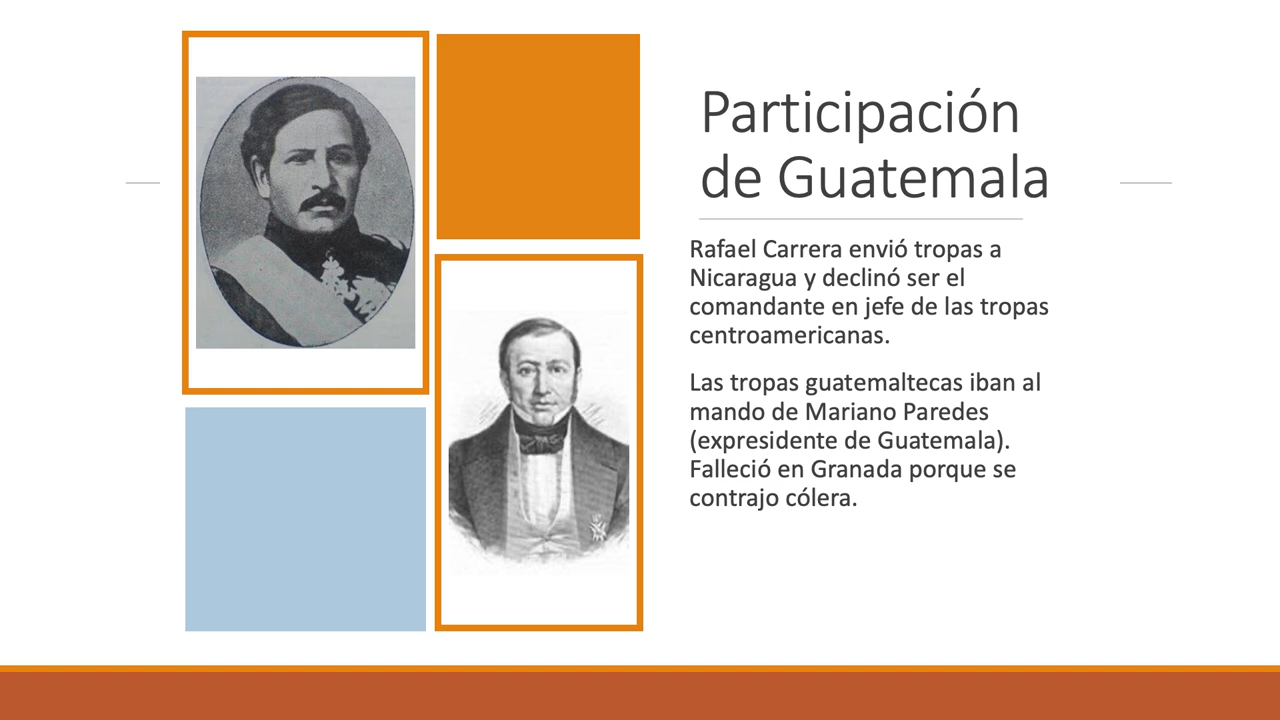 Participación
de Guatemala
Rafael Carrera envió tropas a
Nicaragua y declinó ser el
comandante en jefe de las tropas
centroamericanas.
Las tropas guatemaltecas iban al
mando de Mariano Paredes
(expresidente de Guatemala).
Falleció en Granada porque se
contrajo cólera.